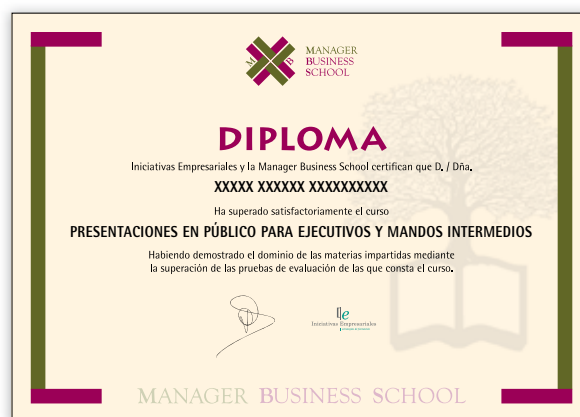 M B
MANAGER
BUSINESS
SCHOOL
DIPLOMA
Iniciativas Empresariales y la Manager Business School certifican que D. / Dña.
XXXXX XXXXXX XXXXXXXXXX
Ha superado satisfactoriamente el curso
PRESENTACIONES EN PÚBLICO PARA EJECUTIVOS Y MANDOS INTERMEDIOS
Habiendo demostrado el dominio de las materias impartidas mediante
la superación de las pruebas de evaluación de las que consta el curso.
Iniciativas Empresariales
MANAGER BUSINESS SCHOOL